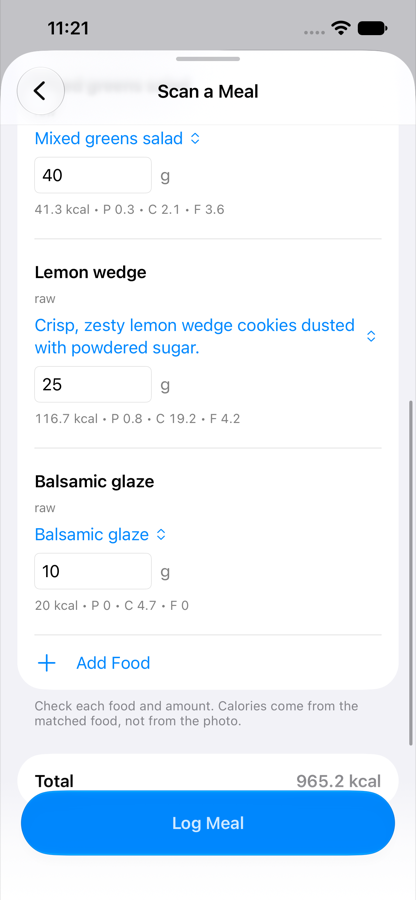 11:21
Scan a Meal
Mixed greens salad
40 g
41.3 kcal • P 0.3 • C 2.1 • F 3.6
Lemon wedge
raw
Crisp, zesty lemon wedge cookies dusted
with powdered sugar.
25 g
116.7 kcal • P 0.8 • C 19.2 • F 4.2
Balsamic glaze
raw
Balsamic glaze
10 g
20 kcal • P 0 • C 4.7 • F 0
Add Food
Check each food and amount. Calories come from the
matched food, not from the photo.
Total 965.2 kcal
Log Meal